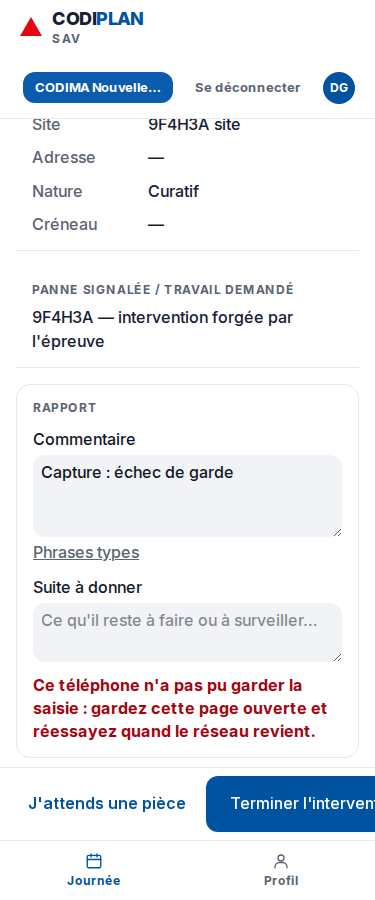 CODIPLAN
SAV
CODIMA Nouvelle...
Se déconnecter
DG
Site 9F4H3A site
Adresse —
Nature Curatif
Créneau —
PANNE SIGNALÉE / TRAVAIL DEMANDÉ
9F4H3A — intervention forgée par
l'épreuve
RAPPORT
Commentaire
Capture : échec de garde
Phrases types
Suite à donner
Ce qu'il reste à faire ou à surveiller...
Ce téléphone n'a pas pu garder la
saisie : gardez cette page ouverte et
réessayez quand le réseau revient.
J'attends une pièce
Terminer l'interven
Journée
Profil